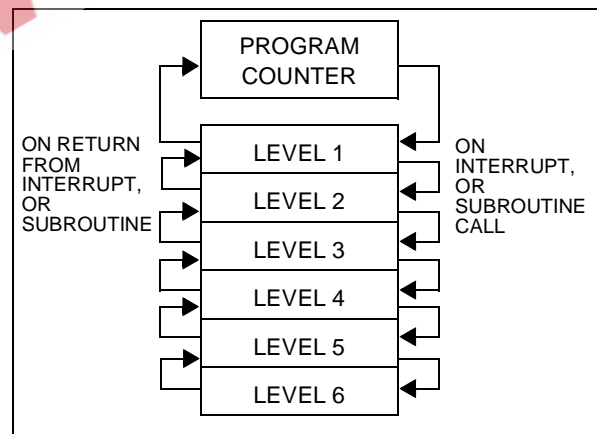 PROGRAM
COUNTER
ON RETURN
FROM
INTERRUPT,
OR
SUBROUTINE
LEVEL 1
LEVEL 2
LEVEL 3
LEVEL 4
LEVEL 5
LEVEL 6
ON
INTERRUPT,
OR
SUBROUTINE
CALL